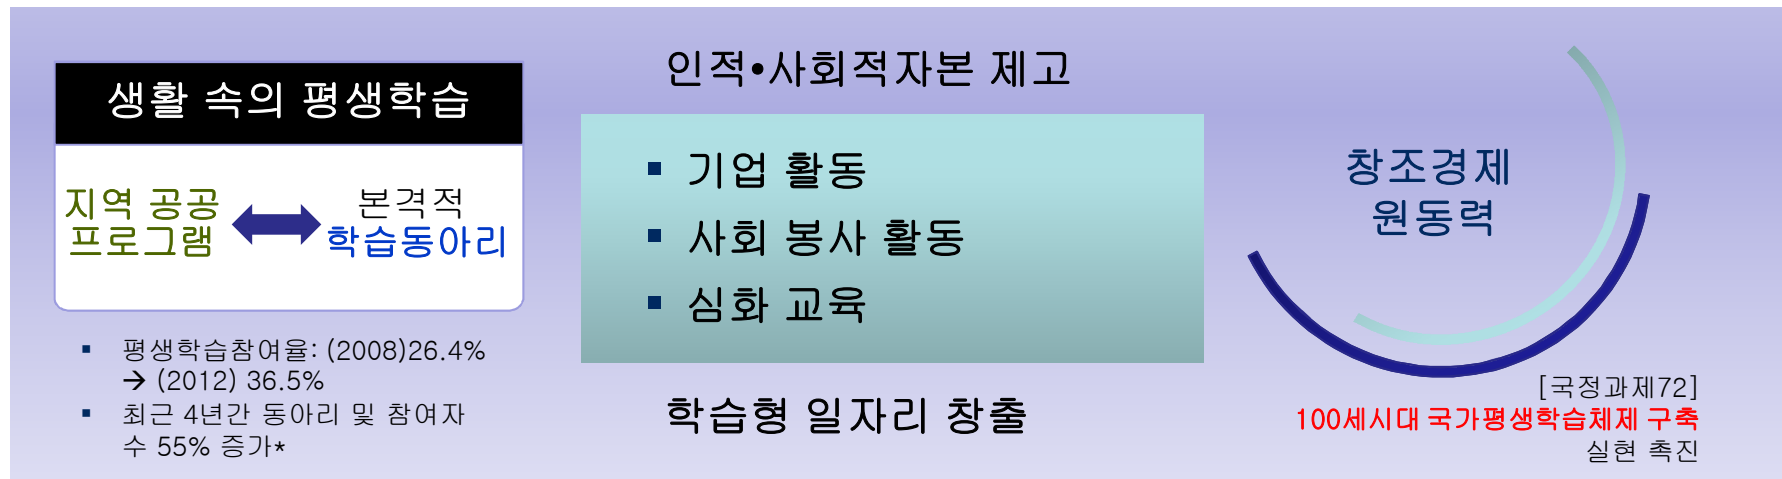 생활 속의 평생학습
지역 공공
프로그램
본격적
학습동아리
▪ 평생학습참여율: (2008)26.4%
→ (2012) 36.5%
▪ 최근 4년간 동아리 및 참여자
수 55% 증가*
인적•사회적자본 제고
▪ 기업 활동
▪ 사회 봉사 활동
▪ 심화 교육
학습형 일자리 창출
창조경제
원동력
[국정과제72]
100세시대 국가평생학습체제 구축
실현 촉진